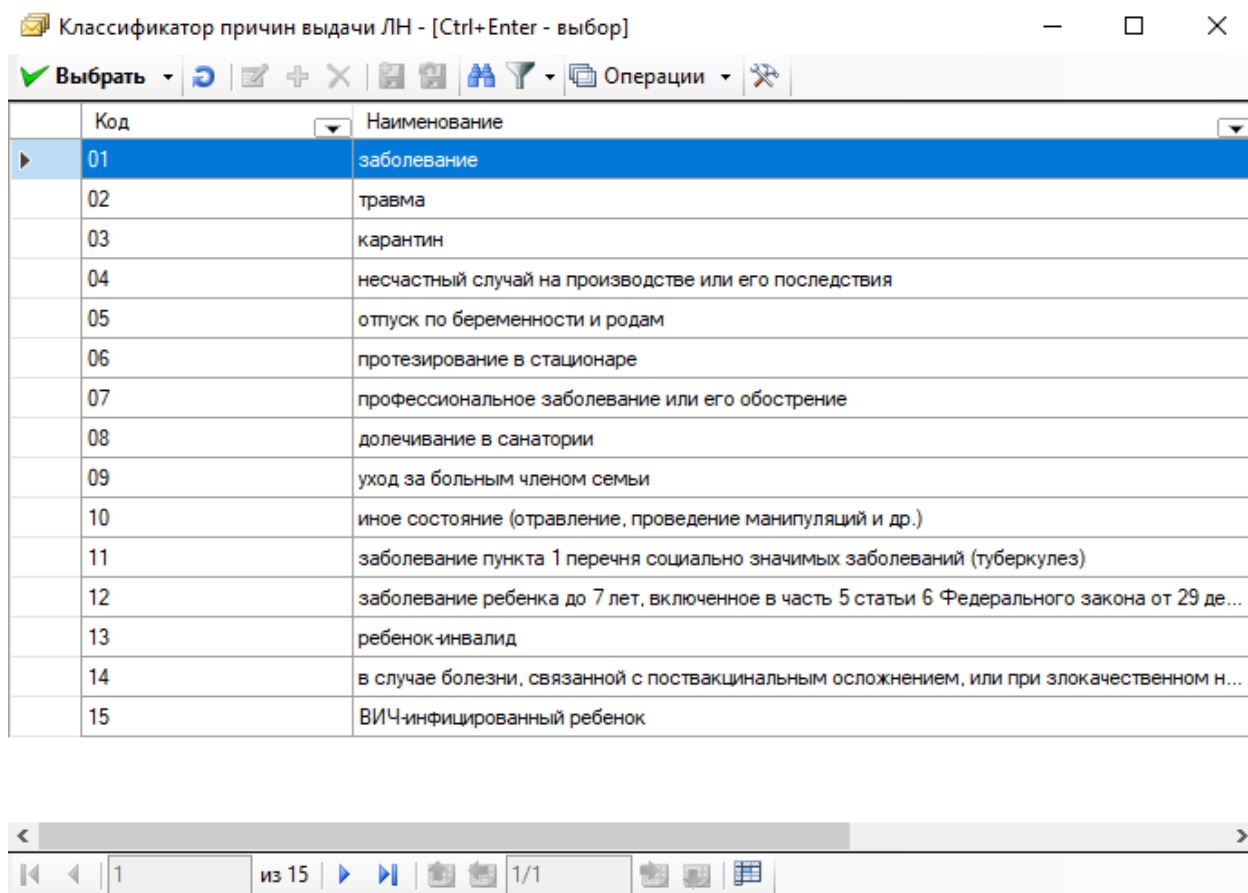 Классификатор причин выдачи ЛН - [Ctrl+Enter - выбор]
Выбрать Операции
Код Наименование
01 заболевание
02 травма
03 карантин
04 несчастный случай на производстве или его последствия
05 отпуск по беременности и родам
06 протезирование в стационаре
07 профессиональное заболевание или его обострение
08 долечивание в санатории
09 уход за больным членом семьи
10 иное состояние (отравление, проведение манипуляций и др.)
11 заболевание пункта 1 перечня социально значимых заболеваний (туберкулез)
12 заболевание ребенка до 7 лет, включенное в часть 5 статьи 6 Федерального закона от 29 де...
13 ребенок-инвалид
14 в случае болезни, связанной с поствакцинальным осложнением, или при злокачественном н...
15 ВИЧ-инфицированный ребенок
1 из 15 1/1